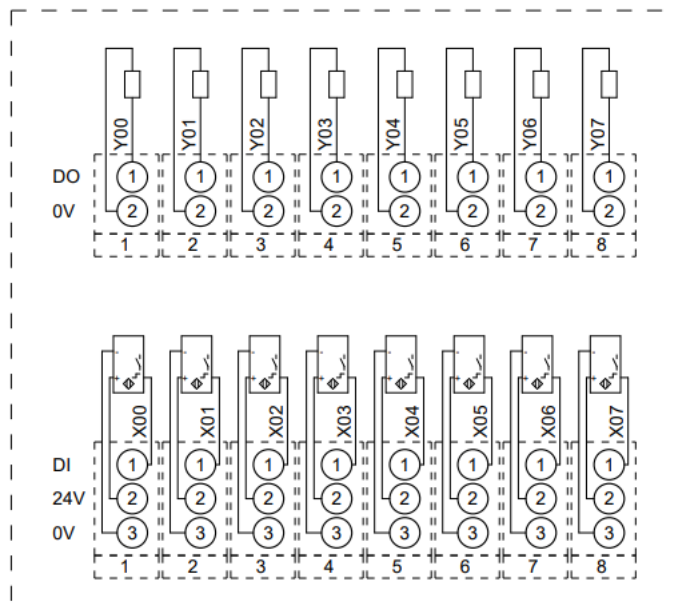 Y00 Y01 Y02 Y03 Y04 Y05 Y06 Y07
DO 1 1 1 1 1 1 1 1
0V 2 2 2 2 2 2 2 2
1 2 3 4 5 6 7 8
- - - - - - - -
+ + + + + + + +
X00 X01 X02 X03 X04 X05 X06 X07
DI 1 1 1 1 1 1 1 1
24V 2 2 2 2 2 2 2 2
0V 3 3 3 3 3 3 3 3
1 2 3 4 5 6 7 8